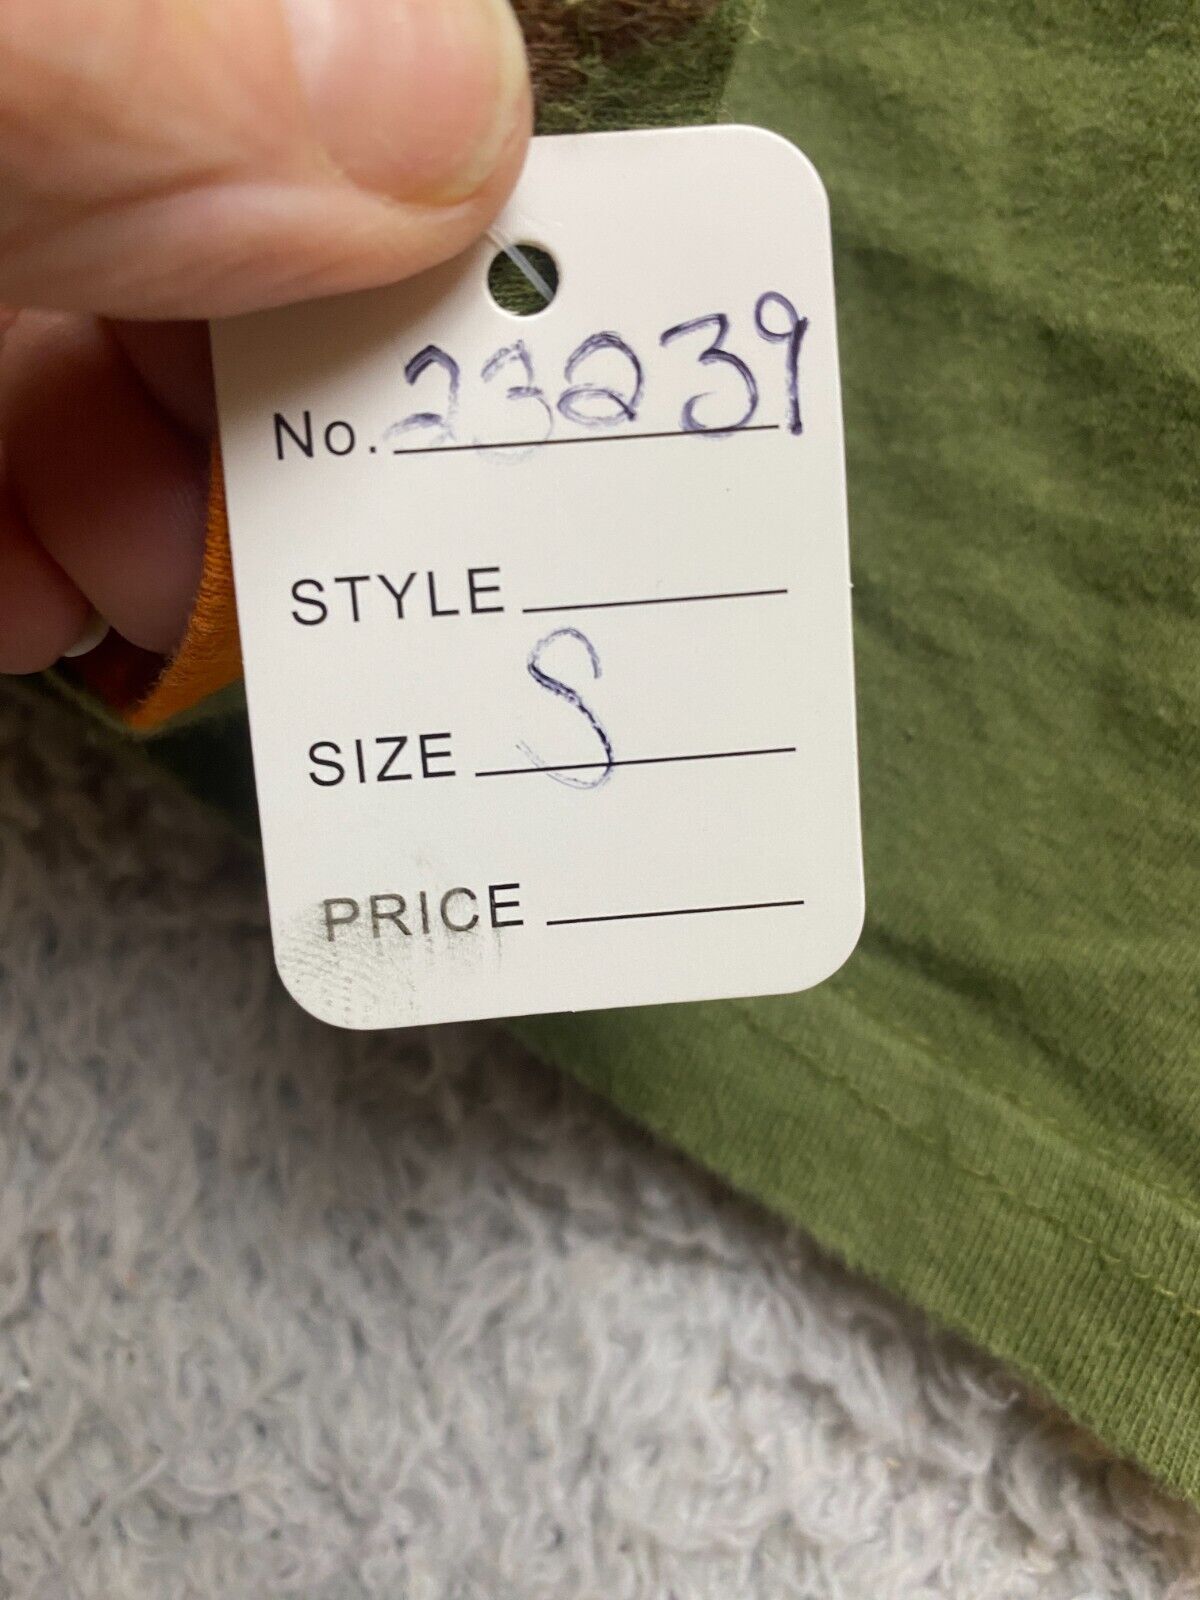 No. 23239
STYLE
SIZE S
PRICE